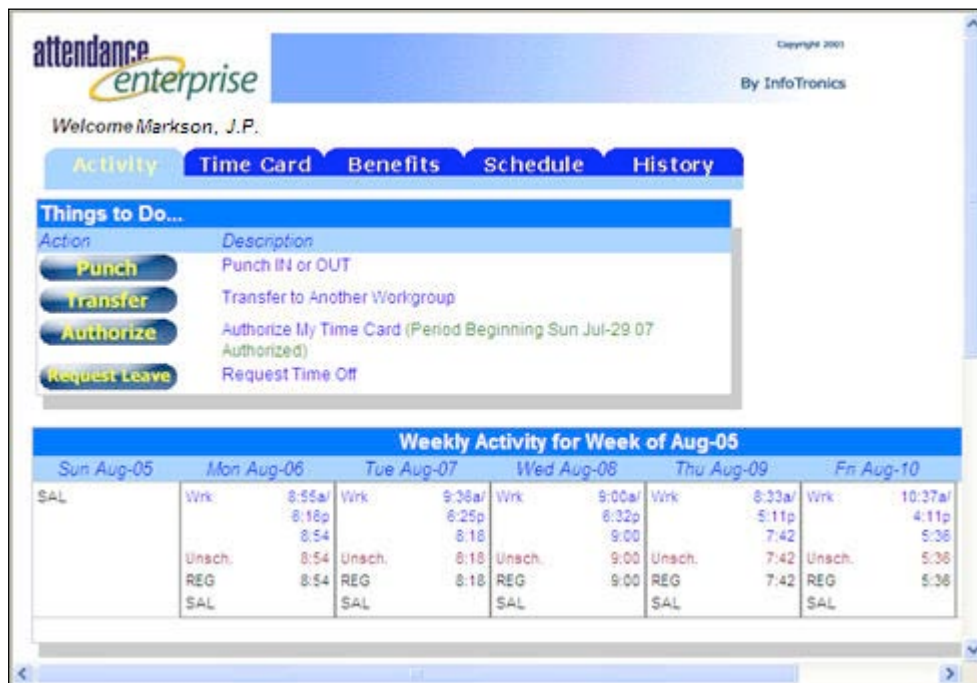 attendance
enterprise
Copyright 2001
By InfoTronics
Welcome Markson, J.P.
Activity Time Card Benefits Schedule History
Things to Do...
Action Description
Punch Punch IN or OUT
Transfer Transfer to Another Workgroup
Authorize Authorize My Time Card (Period Beginning Sun Jul-29 07
Authorized)
Request Leave Request Time Off
Weekly Activity for Week of Aug-05
Sun Aug-05 Mon Aug-06 Tue Aug-07 Wed Aug-08 Thu Aug-09 Fri Aug-10
SAL Wrk 8:55a/ Wrk 9:36a/ Wrk 9:00a/ Wrk 8:33a/ Wrk 10:37a/
6:16p 6:25p 6:32p 5:11p 4:11p
8:54 8:18 9:00 7:42 5:36
Unsch. 8:54 Unsch. 8:18 Unsch. 9:00 Unsch. 7:42 Unsch. 5:36
REG 8:54 REG 8:18 REG 9:00 REG 7:42 REG 5:36
SAL SAL SAL SAL SAL